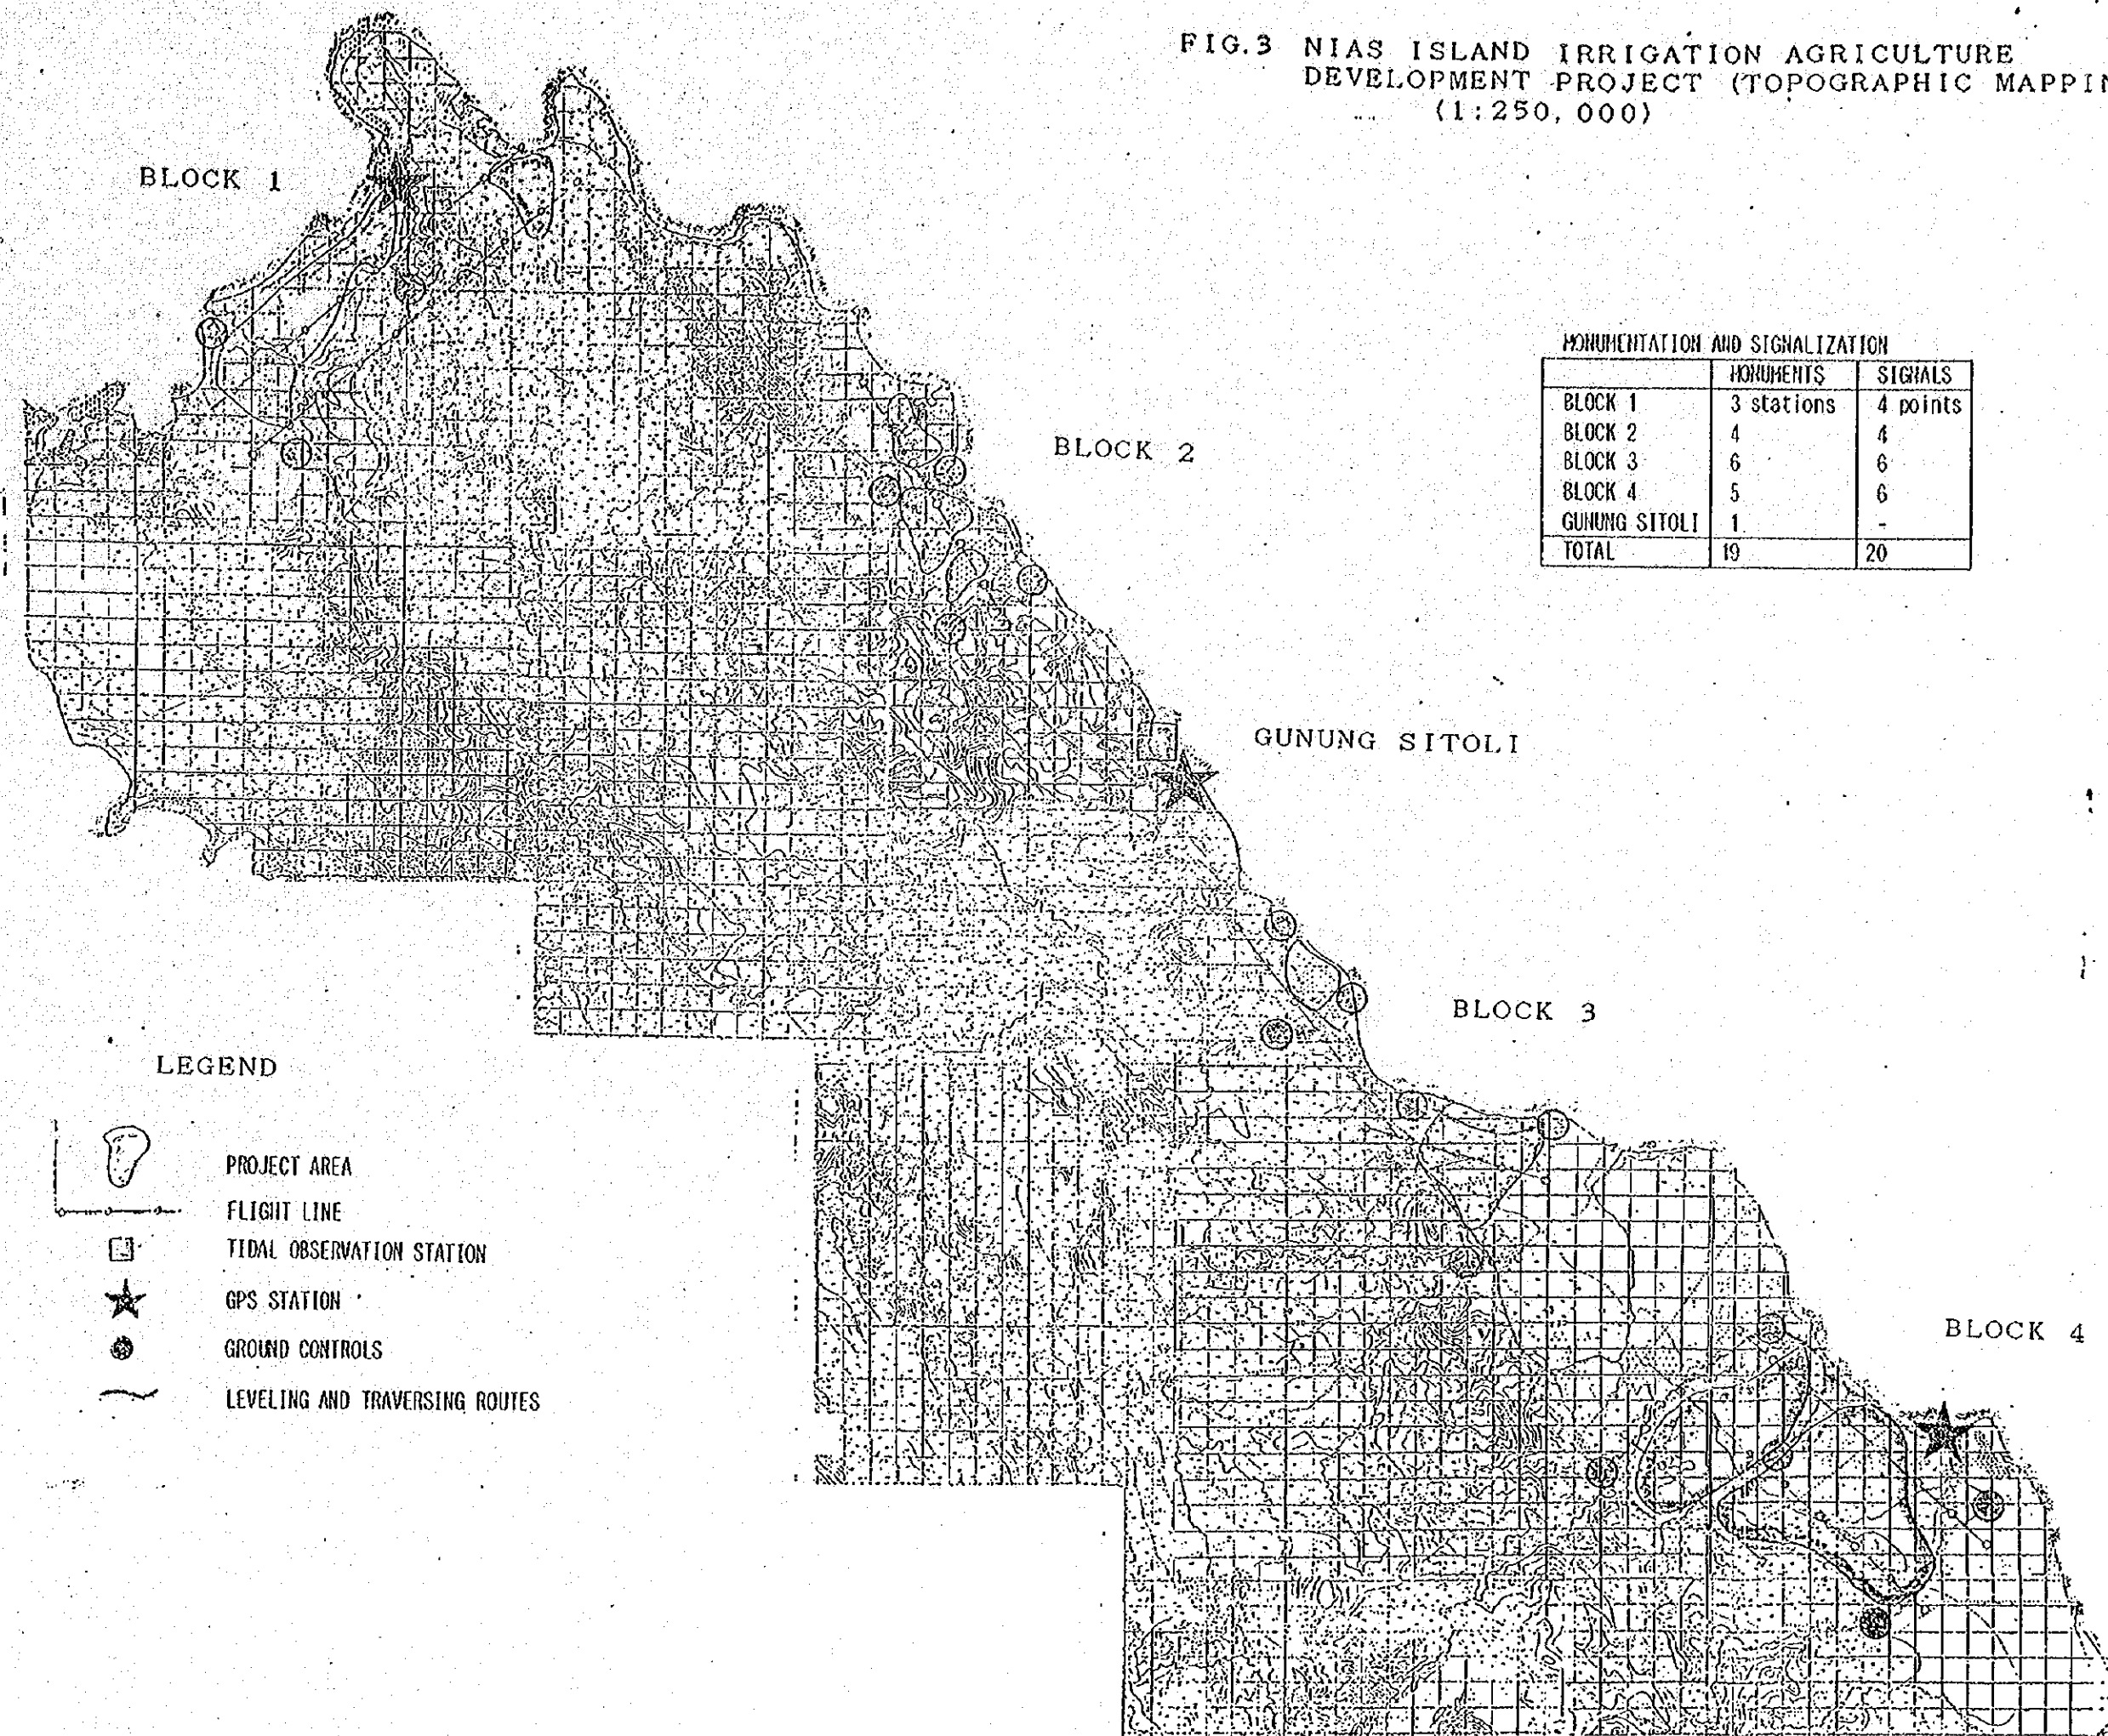 FIG.3 NIAS ISLAND IRRIGATION AGRICULTURE
DEVELOPMENT PROJECT (TOPOGRAPHIC MAPPIN
(1:250,000)
BLOCK 1
MONUMENTATION AND SIGNALIZATION
MONUMENTS SIGNALS
BLOCK 1 3 stations 4 points
BLOCK 2 4 4
BLOCK 3 6 6
BLOCK 4 5 6
GUNUNG SITOLI 1 -
TOTAL 19 20
BLOCK 2
GUNUNG SITOLI
BLOCK 3
BLOCK 4
LEGEND
PROJECT AREA
FLIGHT LINE
TIDAL OBSERVATION STATION
GPS STATION
GROUND CONTROLS
LEVELING AND TRAVERSING ROUTES